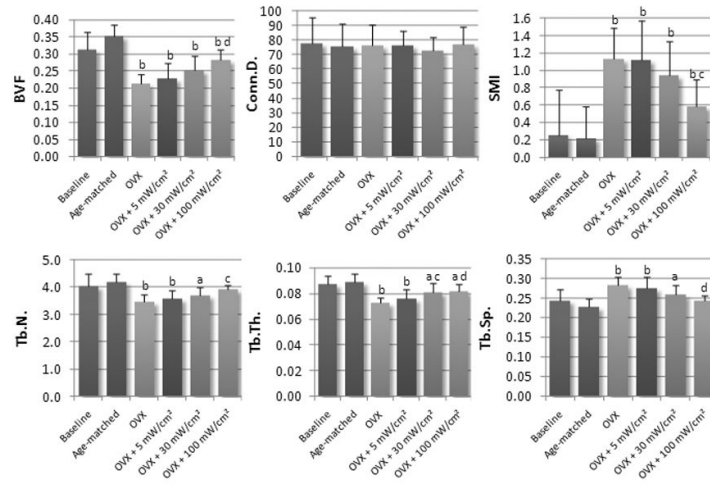 BVF
0.40
0.35
0.30
0.25
0.20
0.15
0.10
0.05
0.00
b
b
b
b d
Baseline
Age-matched
OVX
OVX + 5 mW/cm²
OVX + 30 mW/cm²
OVX + 100 mW/cm²
Conn.D.
100
90
80
70
60
50
40
30
20
10
0
Baseline
Age-matched
OVX
OVX + 5 mW/cm²
OVX + 30 mW/cm²
OVX + 100 mW/cm²
SMI
1.6
1.4
1.2
1.0
0.8
0.6
0.4
0.2
0.0
b
b
b
b c
Baseline
Age-matched
OVX
OVX + 5 mW/cm²
OVX + 30 mW/cm²
OVX + 100 mW/cm²
Tb.N.
5.0
4.0
3.0
2.0
1.0
0.0
b
b
a
c
Baseline
Age-matched
OVX
OVX + 5 mW/cm²
OVX + 30 mW/cm²
OVX + 100 mW/cm²
Tb.Th.
0.10
0.08
0.06
0.04
0.02
0.00
b
b
a c
a d
Baseline
Age-matched
OVX
OVX + 5 mW/cm²
OVX + 30 mW/cm²
OVX + 100 mW/cm²
Tb.Sp.
0.35
0.30
0.25
0.20
0.15
0.10
0.05
0.00
b
b
a
d
Baseline
Age-matched
OVX
OVX + 5 mW/cm²
OVX + 30 mW/cm²
OVX + 100 mW/cm²